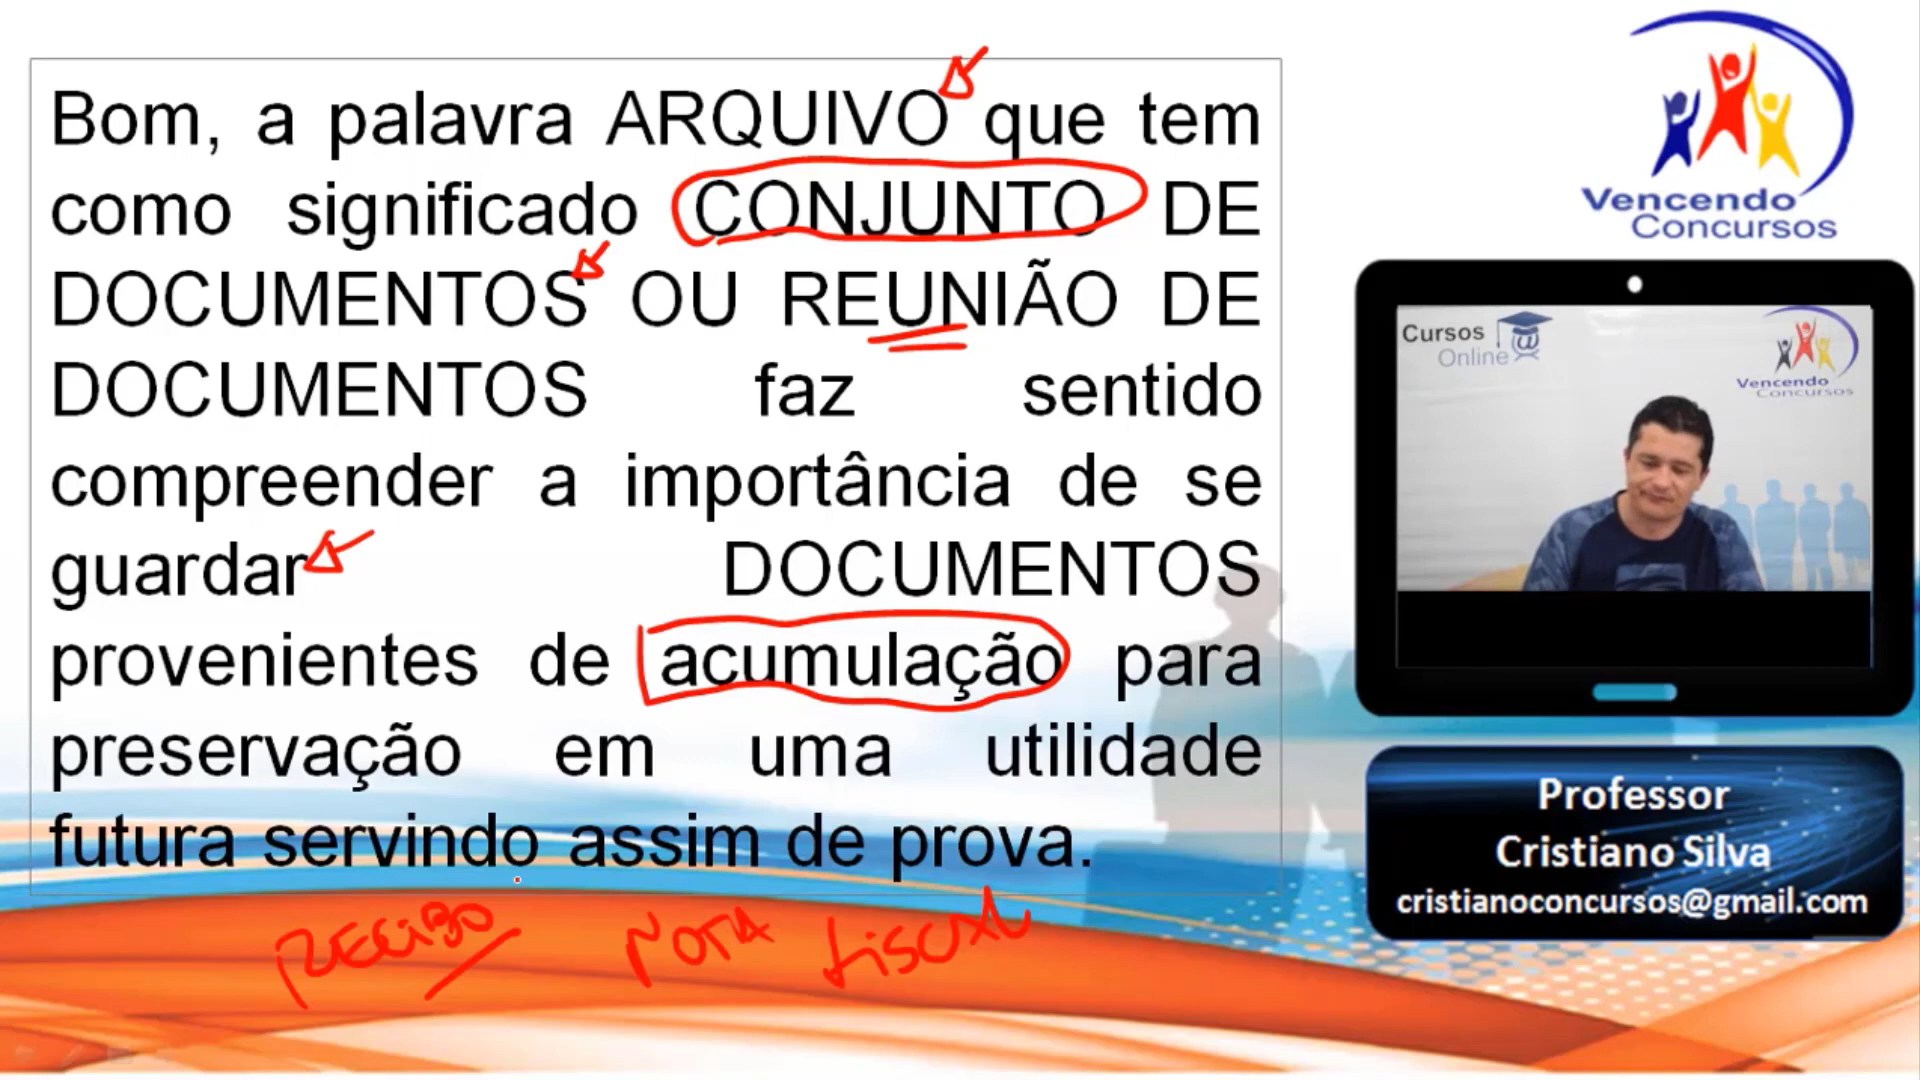 Bom, a palavra ARQUIVO que tem
como significado CONJUNTO DE
DOCUMENTOS OU REUNIÃO DE
DOCUMENTOS faz sentido
compreender a importância de se
guardar DOCUMENTOS
provenientes de acumulação para
preservação em uma utilidade
futura servindo assim de prova.
RECIBO NOTA fiscal
Vencendo
Concursos
Cursos
Online
Vencendo
Concursos
Professor
Cristiano Silva
cristianoconcursos@gmail.com